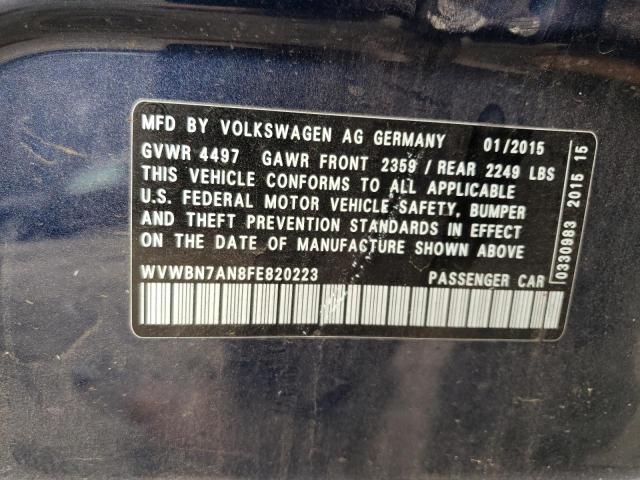 MFD BY VOLKSWAGEN AG GERMANY 01/2015
GVWR 4497 GAWR FRONT 2359 / REAR 2249 LBS
THIS VEHICLE CONFORMS TO ALL APPLICABLE
U.S. FEDERAL MOTOR VEHICLE SAFETY, BUMPER
AND THEFT PREVENTION STANDARDS IN EFFECT
ON THE DATE OF MANUFACTURE SHOWN ABOVE
WVWBN7AN8FE820223 PASSENGER CAR
0330983 2015 15